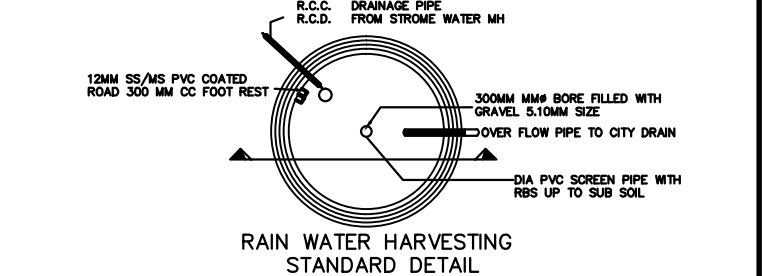 R.C.C. DRAINAGE PIPE
R.C.D. FROM STROME WATER MH
12MM SS/MS PVC COATED
ROAD 300 MM CC FOOT REST
300MM MMø BORE FILLED WITH
GRAVEL 5.10MM SIZE
OVER FLOW PIPE TO CITY DRAIN
DIA PVC SCREEN PIPE WITH
RBS UP TO SUB SOIL
RAIN WATER HARVESTING
STANDARD DETAIL